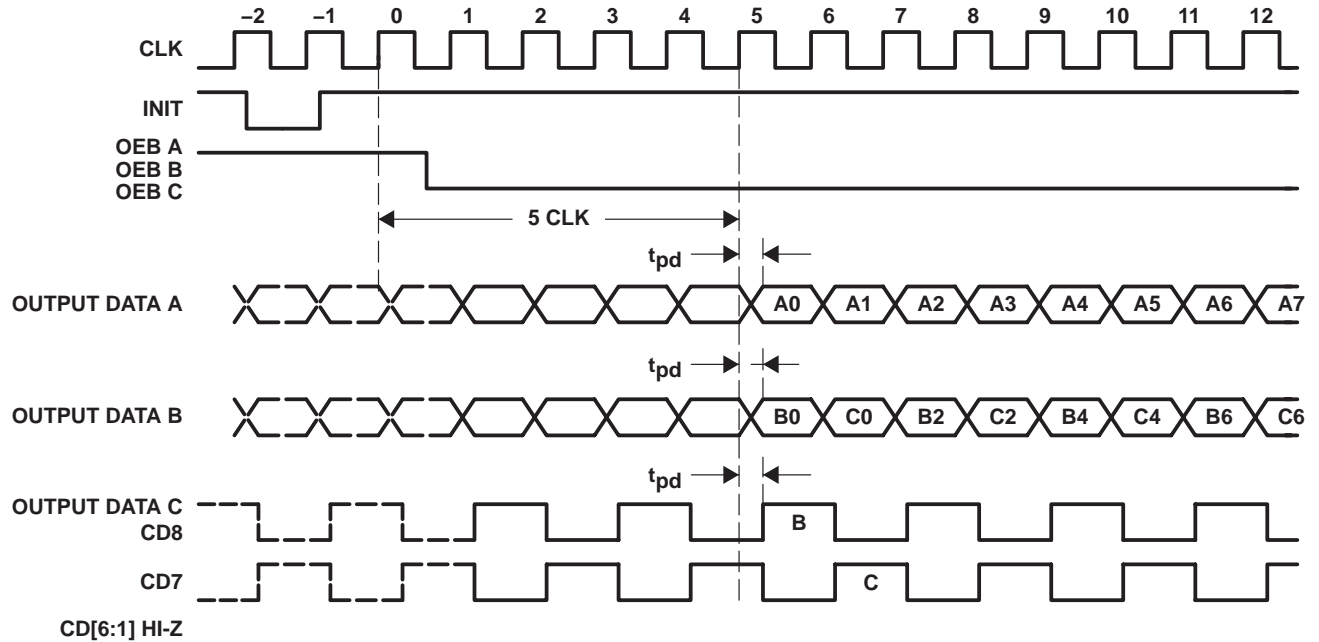 –2 –1 0 1 2 3 4 5 6 7 8 9 10 11 12
CLK
INIT
OEB A
OEB B
OEB C
5 CLK
tpd
OUTPUT DATA A A0 A1 A2 A3 A4 A5 A6 A7
tpd
OUTPUT DATA B B0 C0 B2 C2 B4 C4 B6 C6
tpd
OUTPUT DATA C
CD8 B
CD7 C
CD[6:1] HI-Z